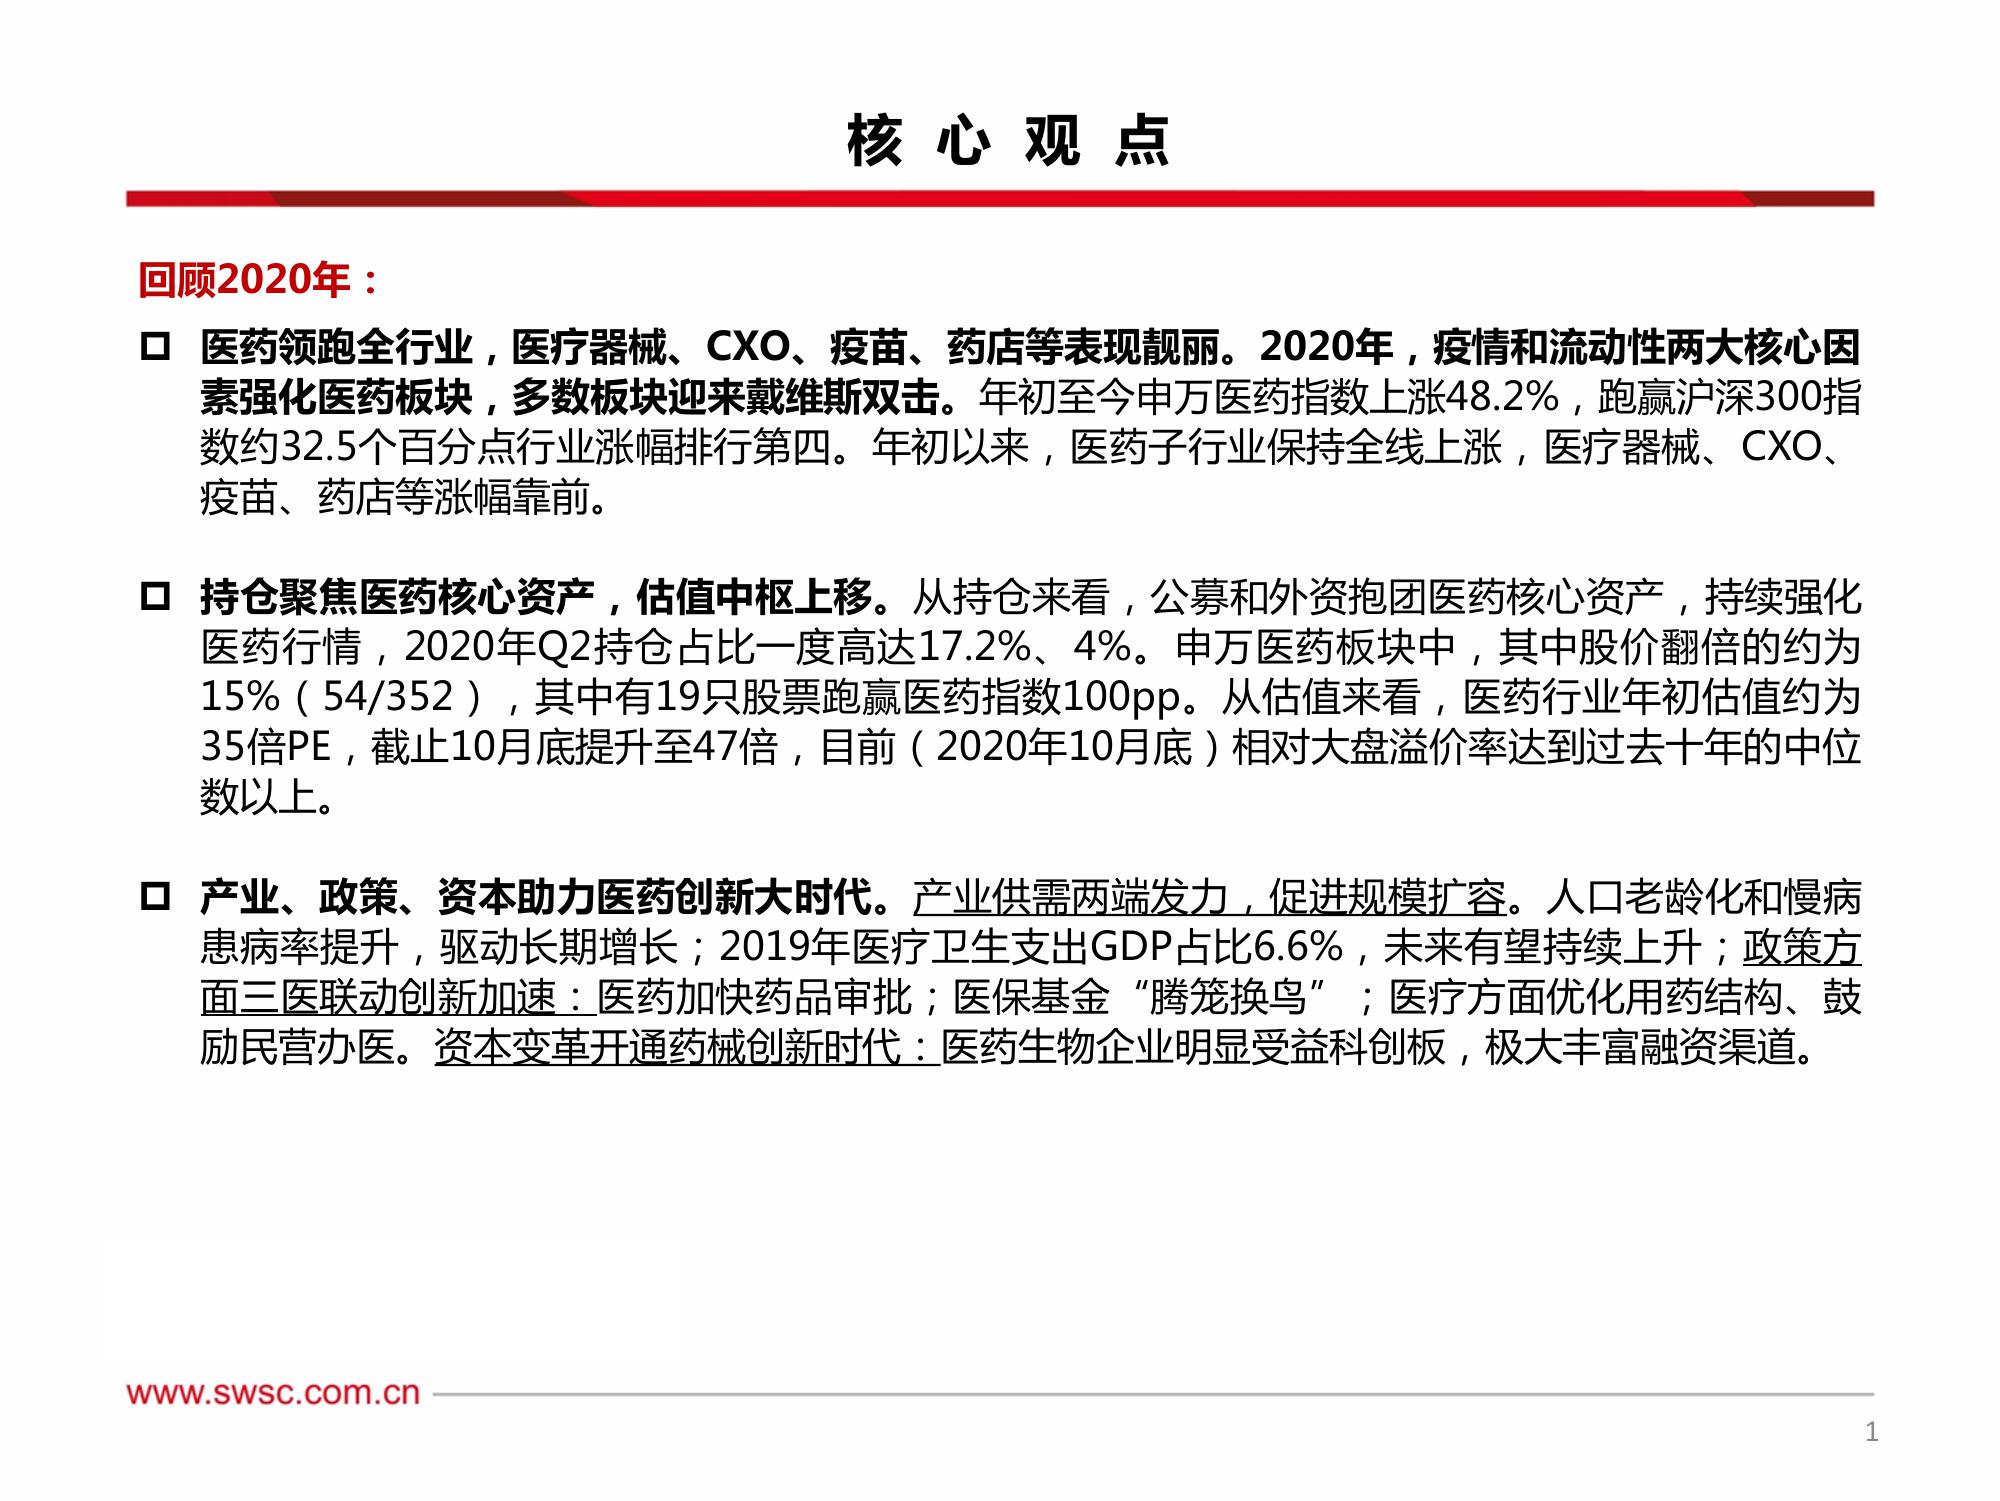 核心观点
回顾2020年：
医药领跑全行业，医疗器械、CXO、疫苗、药店等表现靓丽。2020年，疫情和流动性两大核心因
素强化医药板块，多数板块迎来戴维斯双击。年初至今申万医药指数上涨48.2%，跑赢沪深300指
数约32.5个百分点行业涨幅排行第四。年初以来，医药子行业保持全线上涨，医疗器械、CXO、
疫苗、药店等涨幅靠前。
持仓聚焦医药核心资产，估值中枢上移。从持仓来看，公募和外资抱团医药核心资产，持续强化
医药行情，2020年Q2持仓占比一度高达17.2%、4%。申万医药板块中，其中股价翻倍的约为
15%（54/352），其中有19只股票跑赢医药指数100pp。从估值来看，医药行业年初估值约为
35倍PE，截止10月底提升至47倍，目前（2020年10月底）相对大盘溢价率达到过去十年的中位
数以上。
产业、政策、资本助力医药创新大时代。产业供需两端发力，促进规模扩容。人口老龄化和慢病
患病率提升，驱动长期增长；2019年医疗卫生支出GDP占比6.6%，未来有望持续上升；政策方
面三医联动创新加速：医药加快药品审批；医保基金“腾笼换鸟”；医疗方面优化用药结构、鼓
励民营办医。资本变革开通药械创新时代：医药生物企业明显受益科创板，极大丰富融资渠道。
www.swsc.com.cn
1